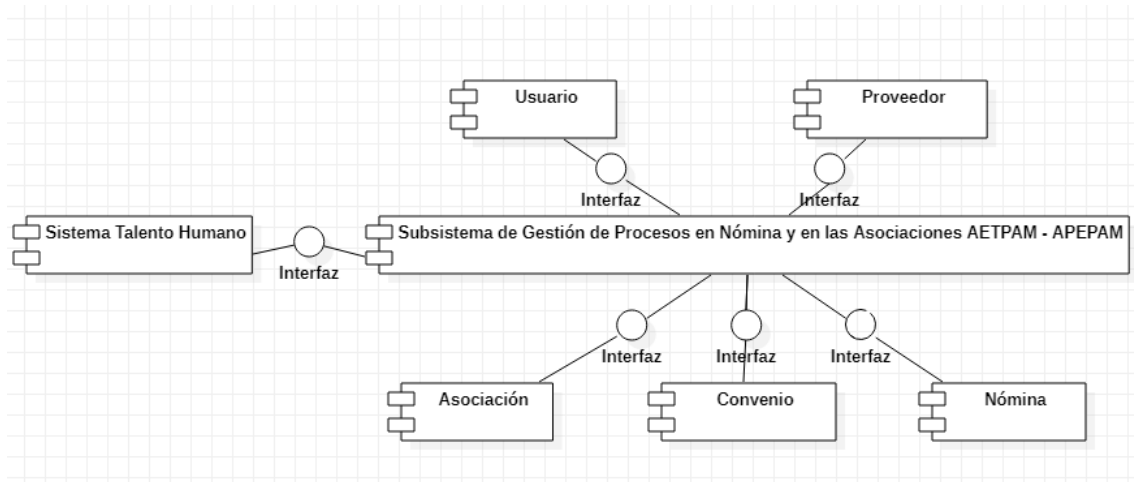 Usuario
Proveedor
Interfaz
Interfaz
Sistema Talento Humano
Interfaz
Subsistema de Gestión de Procesos en Nómina y en las Asociaciones AETPAM - APEPAM
Interfaz
Interfaz
Interfaz
Asociación
Convenio
Nómina